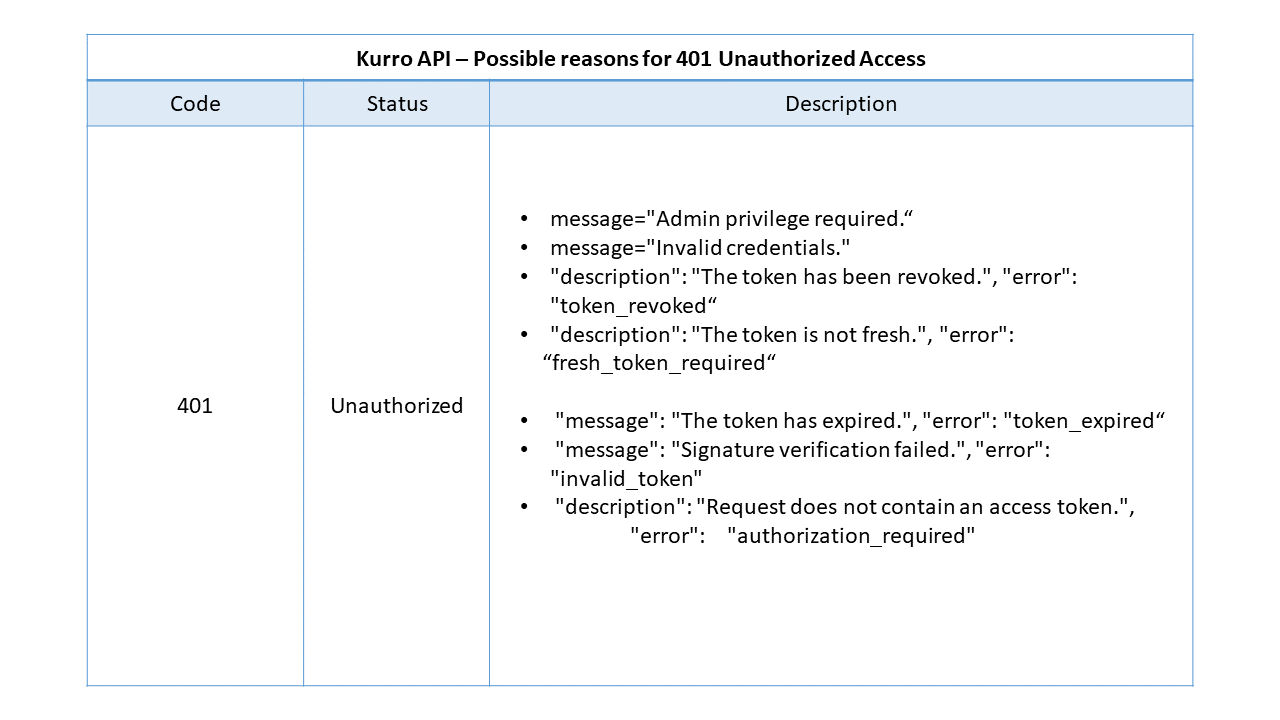 Kurro API – Possible reasons for 401 Unauthorized Access
Code Status Description
401 Unauthorized
• message="Admin privilege required.“
• message="Invalid credentials."
• "description": "The token has been revoked.", "error":
"token_revoked“
• "description": "The token is not fresh.", "error":
“fresh_token_required“
• "message": "The token has expired.", "error": "token_expired“
• "message": "Signature verification failed.", "error":
"invalid_token"
• "description": "Request does not contain an access token.",
"error": "authorization_required"